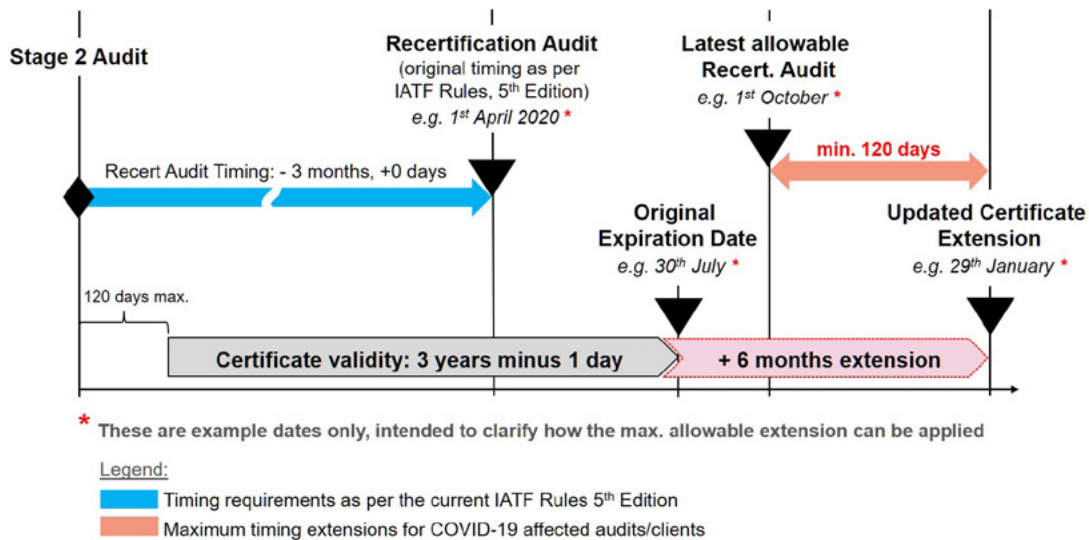 Stage 2 Audit
Recertification Audit
(original timing as per
IATF Rules, 5th Edition)
e.g. 1st April 2020 *
Latest allowable
Recert. Audit
e.g. 1st October *
Recert Audit Timing: - 3 months, +0 days
min. 120 days
Original
Expiration Date
e.g. 30th July *
Updated Certificate
Extension
e.g. 29th January *
120 days max.
Certificate validity: 3 years minus 1 day
+ 6 months extension
* These are example dates only, intended to clarify how the max. allowable extension can be applied
Legend:
Timing requirements as per the current IATF Rules 5th Edition
Maximum timing extensions for COVID-19 affected audits/clients